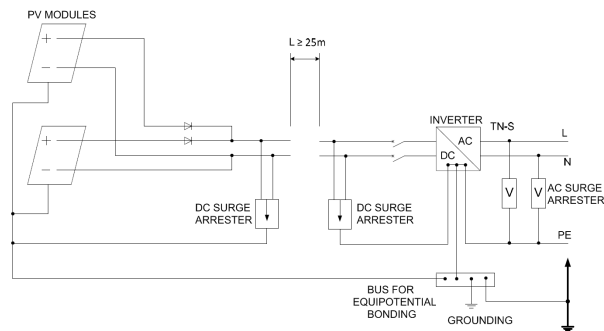 PV MODULES
L ≥ 25m
+
−
+
−
INVERTER
AC
DC
TN-S
L
N
PE
V
V
AC SURGE
ARRESTER
DC SURGE
ARRESTER
DC SURGE
ARRESTER
BUS FOR
EQUIPOTENTIAL
BONDING
GROUNDING